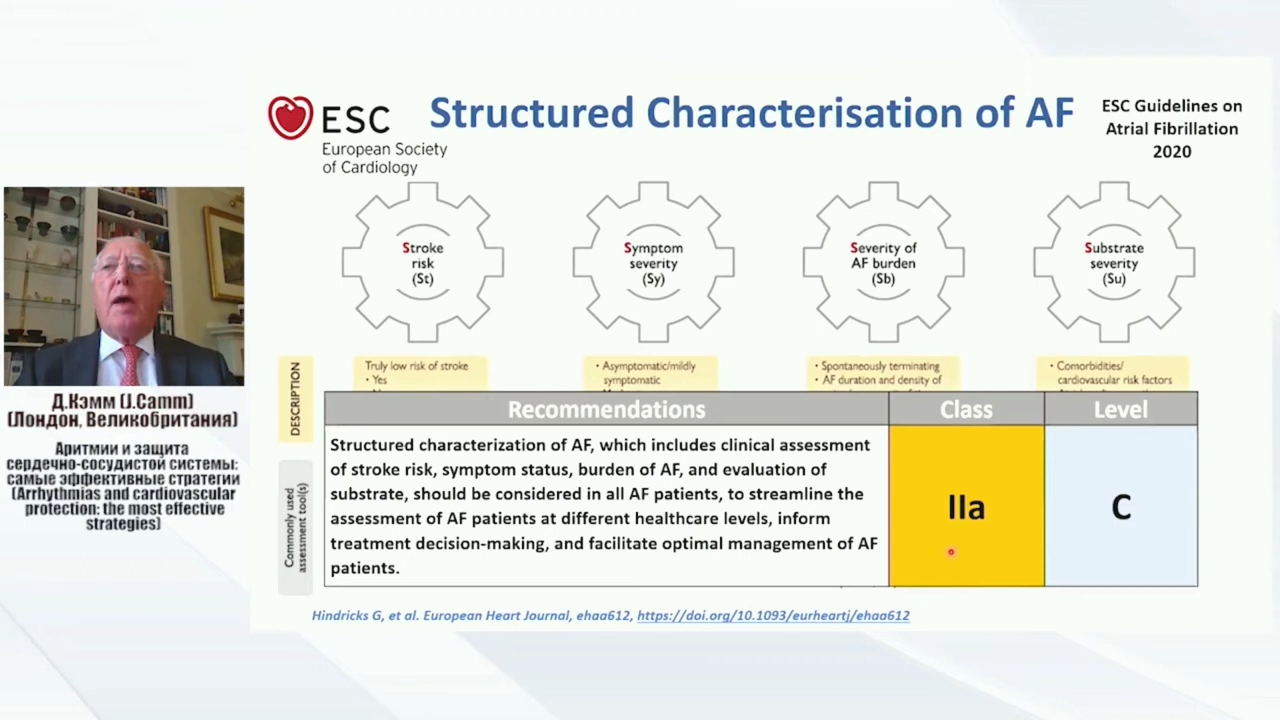 ESC
European Society
of Cardiology
Structured Characterisation of AF
ESC Guidelines on
Atrial Fibrillation
2020
Stroke
risk
(St)
Symptom
severity
(Sy)
Severity of
AF burden
(Sb)
Substrate
severity
(Su)
DESCRIPTION
Truly low risk of stroke
• Yes
• Asymptomatic/mildly
symptomatic
• Spontaneously terminating
• AF duration and density of
• Comorbidities/
cardiovascular risk factors
Commonly used
assessment tool(s)
Recommendations Class Level
Structured characterization of AF, which includes clinical assessment
of stroke risk, symptom status, burden of AF, and evaluation of
substrate, should be considered in all AF patients, to streamline the
assessment of AF patients at different healthcare levels, inform
treatment decision-making, and facilitate optimal management of AF
patients.
IIa
C
Hindricks G, et al. European Heart Journal, ehaa612, https://doi.org/10.1093/eurheartj/ehaa612
Д.Кэмм (J.Camm)
(Лондон, Великобритания)
Аритмии и защита
сердечно-сосудистой системы:
самые эффективные стратегии
(Arrhythmias and cardiovascular
protection: the most effective
strategies)